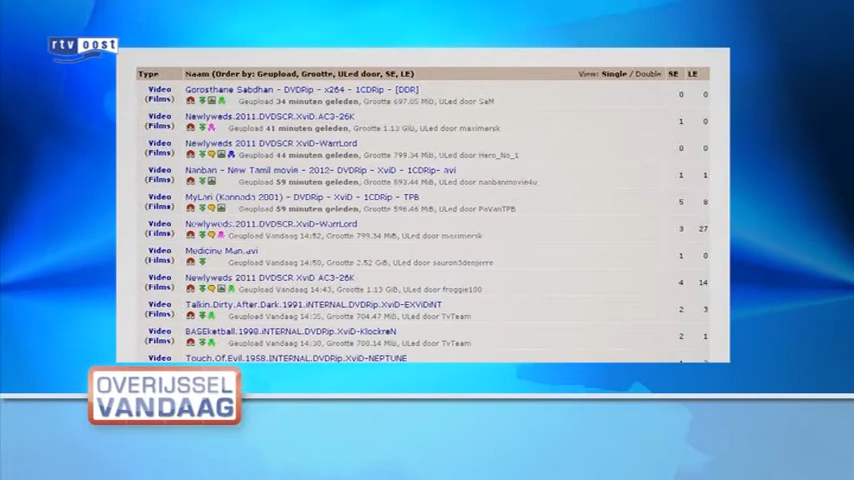 rtv oost
Type Naam (Order by: Geupload, Grootte, ULed door, SE, LE) View: Single / Double SE LE
Video Gorosthane Sabdhan - DVDRip - x264 - 1CDRip - [DDR]
(Films) Geupload 34 minuten geleden, Grootte 697.85 MiB, ULed door SaM 0 0
Video Newlyweds.2011.DVDSCR.XviD.AC3-26K
(Films) Geupload 41 minuten geleden, Grootte 1.13 GiB, ULed door maximersk 1 0
Video Newlyweds 2011 DVDSCR XviD-WarrLord
(Films) Geupload 44 minuten geleden, Grootte 799.34 MiB, ULed door Hero_No_1 0 0
Video Nanban - New Tamil movie - 2012- DVDRip - XviD - 1CDRip- avi
(Films) Geupload 59 minuten geleden, Grootte 593.44 MiB, ULed door nanbanmovie4u 1 1
Video MyLari (Kannada 2001) - DVDRip - XviD - 1CDRip - TPB
(Films) Geupload 59 minuten geleden, Grootte 596.46 MiB, ULed door PaVanTPB 5 8
Video Newlyweds.2011.DVDSCR.XviD-WarrLord
(Films) Geupload Vandaag 14:52, Grootte 799.34 MiB, ULed door maximersk 3 27
Video Medicine Man.avi
(Films) Geupload Vandaag 14:50, Grootte 2.52 GiB, ULed door sauron3denjerre 1 0
Video Newlyweds 2011 DVDSCR XviD AC3-26K
(Films) Geupload Vandaag 14:43, Grootte 1.13 GiB, ULed door froggie100 4 14
Video Talkin.Dirty.After.Dark.1991.iNTERNAL.DVDRip.XviD-EXViDiNT
(Films) Geupload Vandaag Grootte 704.47 MiB, ULed door TvTeam 2 3
Video BASEketball.1998.iNTERNAL.DVDRip.XviD-KlockreN
(Films) Geupload Vandaag Grootte 700.14 MiB, ULed door TvTeam 2 1
Video Touch.Of.Evil.1958.iNTERNAL.DVDRip.XviD-NEPTUNE
OVERIJSSEL
VANDAAG